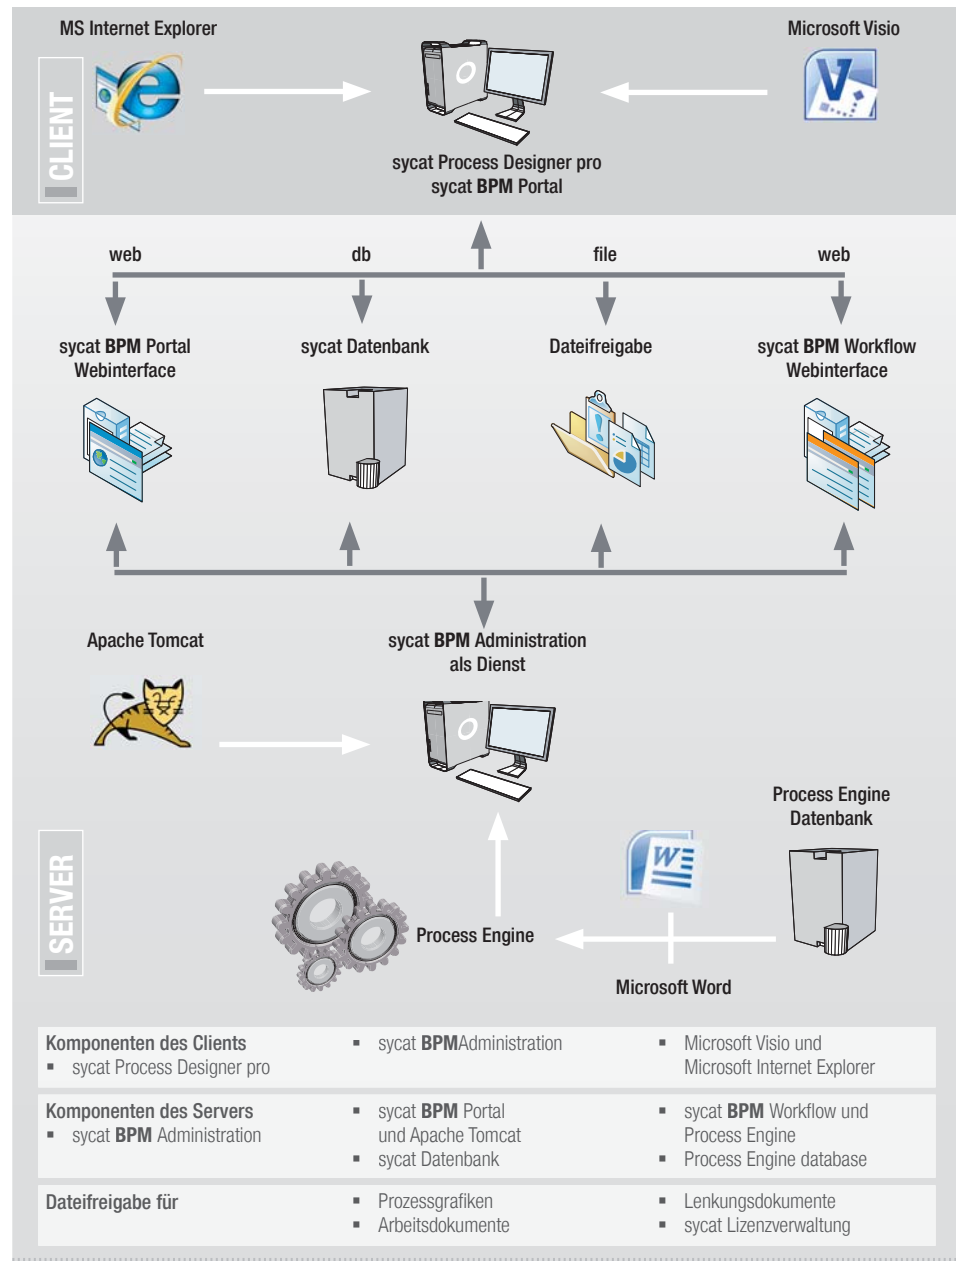 MS Internet Explorer
Microsoft Visio
CLIENT
sycat Process Designer pro
sycat BPM Portal
web
db
file
web
sycat BPM Portal
Webinterface
sycat Datenbank
Dateifreigabe
sycat BPM Workflow
Webinterface
Apache Tomcat
sycat BPM Administration
als Dienst
Process Engine
Datenbank
SERVER
Process Engine
Microsoft Word
Komponenten des Clients
▪ sycat Process Designer pro
▪ sycat BPMAdministration
▪ Microsoft Visio und
Microsoft Internet Explorer
Komponenten des Servers
▪ sycat BPM Administration
▪ sycat BPM Portal
und Apache Tomcat
▪ sycat Datenbank
▪ sycat BPM Workflow und
Process Engine
▪ Process Engine database
Dateifreigabe für
▪ Prozessgrafiken
▪ Arbeitsdokumente
▪ Lenkungsdokumente
▪ sycat Lizenzverwaltung